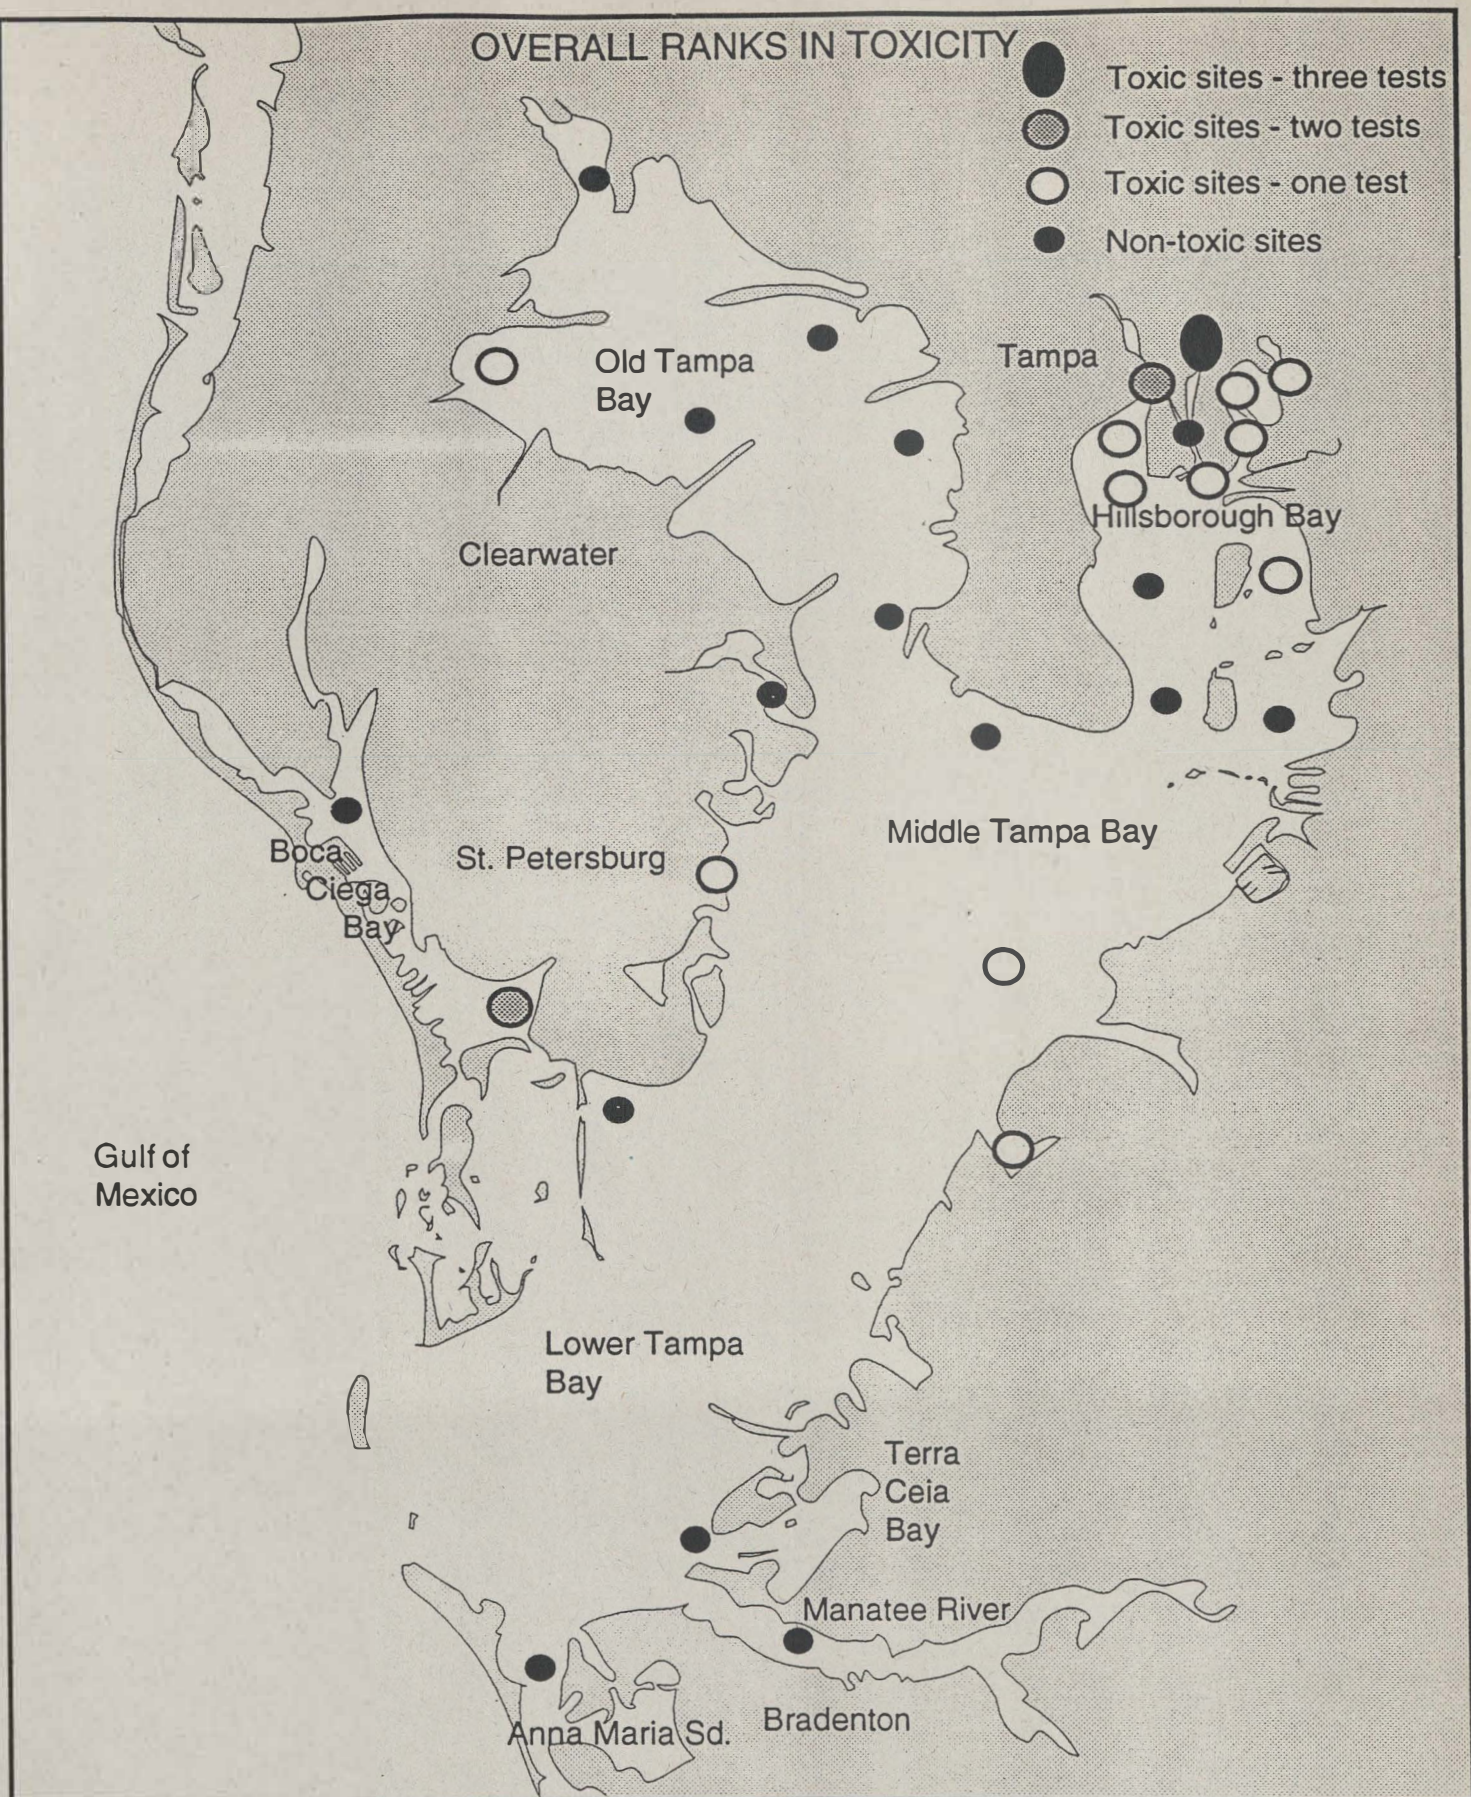 OVERALL RANKS IN TOXICITY
Toxic sites - three tests
Toxic sites - two tests
Toxic sites - one test
Non-toxic sites
Tampa
Old Tampa
Bay
Hillsborough Bay
Clearwater
Middle Tampa Bay
Boca
Ciega
Bay
St. Petersburg
Gulf of
Mexico
Lower Tampa
Bay
Terra
Ceia
Bay
Manatee River
Anna Maria Sd.
Bradenton